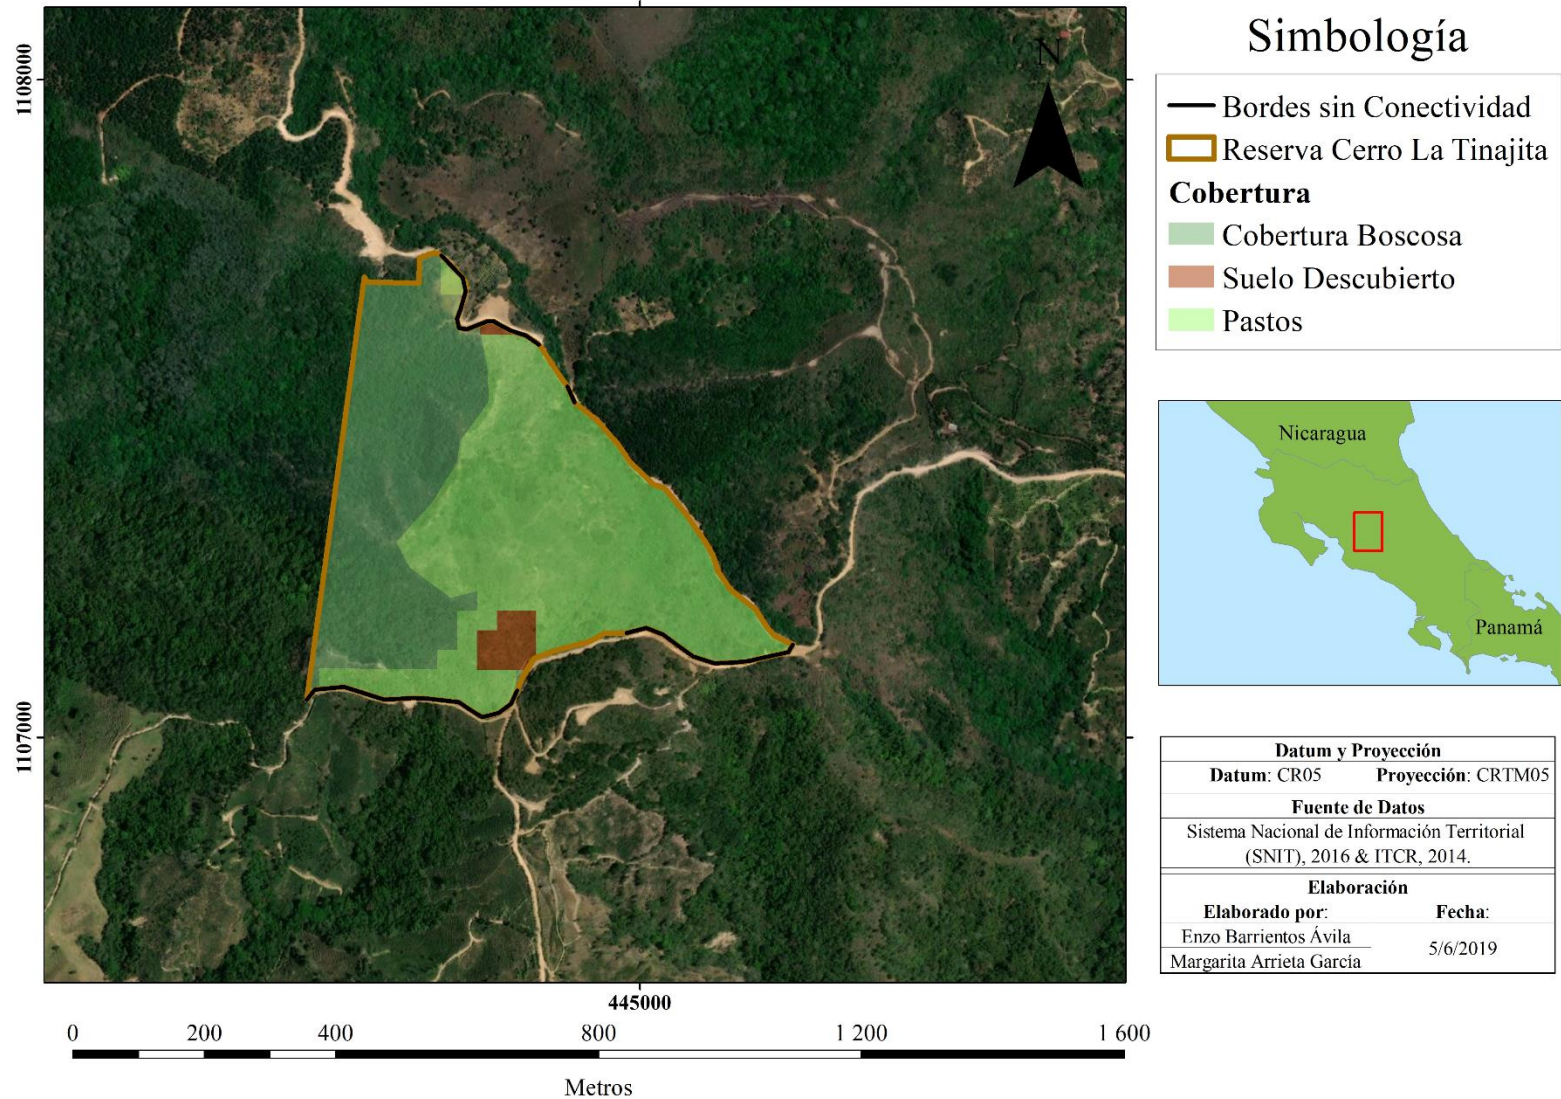 Simbología
Bordes sin Conectividad
Reserva Cerro La Tinajita
Cobertura
Cobertura Boscosa
Suelo Descubierto
Pastos
N
1108000
1107000
445000
0 200 400 800 1 200 1 600
Metros
Nicaragua
Panamá
Datum y Proyección
Datum: CR05 Proyección: CRTM05
Fuente de Datos
Sistema Nacional de Información Territorial
(SNIT), 2016 & ITCR, 2014.
Elaboración
Elaborado por: Fecha:
Enzo Barrientos Ávila
Margarita Arrieta García
5/6/2019